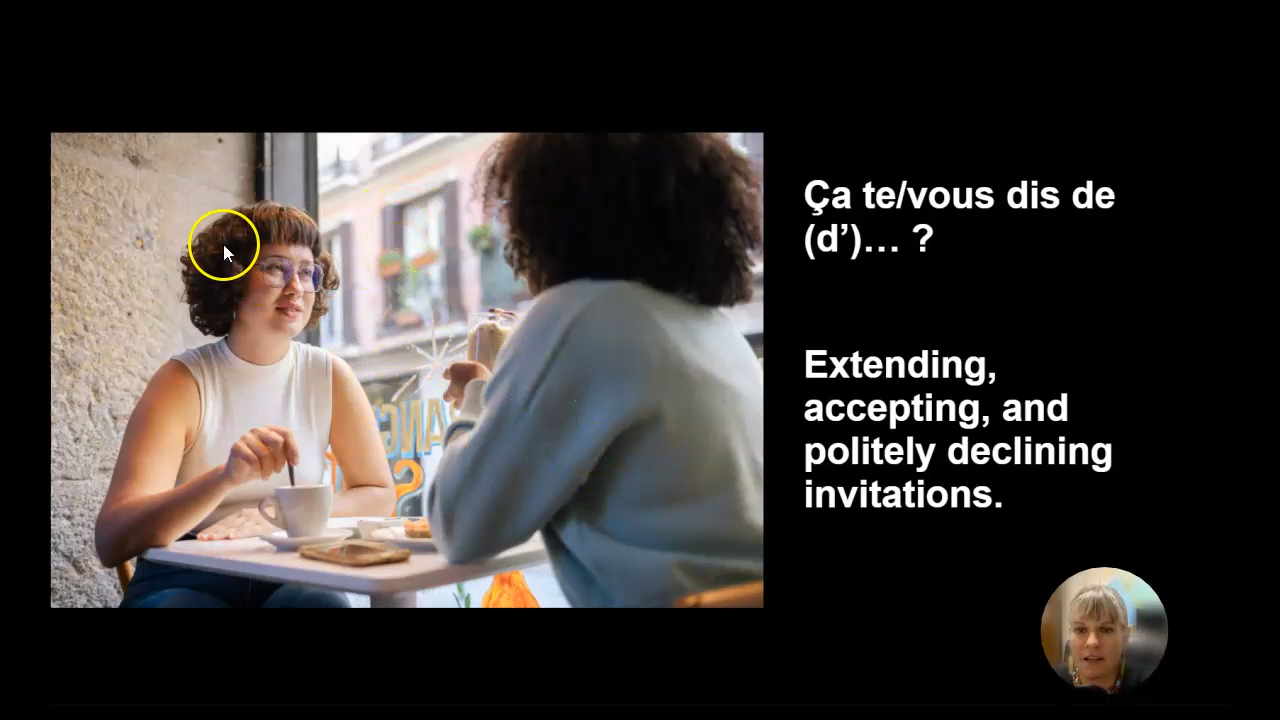 Ça te/vous dis de
(d’)… ?
Extending,
accepting, and
politely declining
invitations.